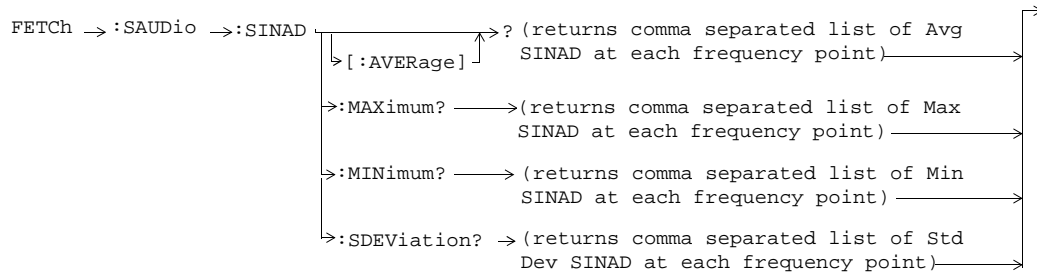 FETCh :SAUDio :SINAD ? (returns comma separated list of Avg
[:AVERage] SINAD at each frequency point)
:MAXimum? (returns comma separated list of Max
SINAD at each frequency point)
:MINimum? (returns comma separated list of Min
SINAD at each frequency point)
:SDEViation? (returns comma separated list of Std
Dev SINAD at each frequency point)